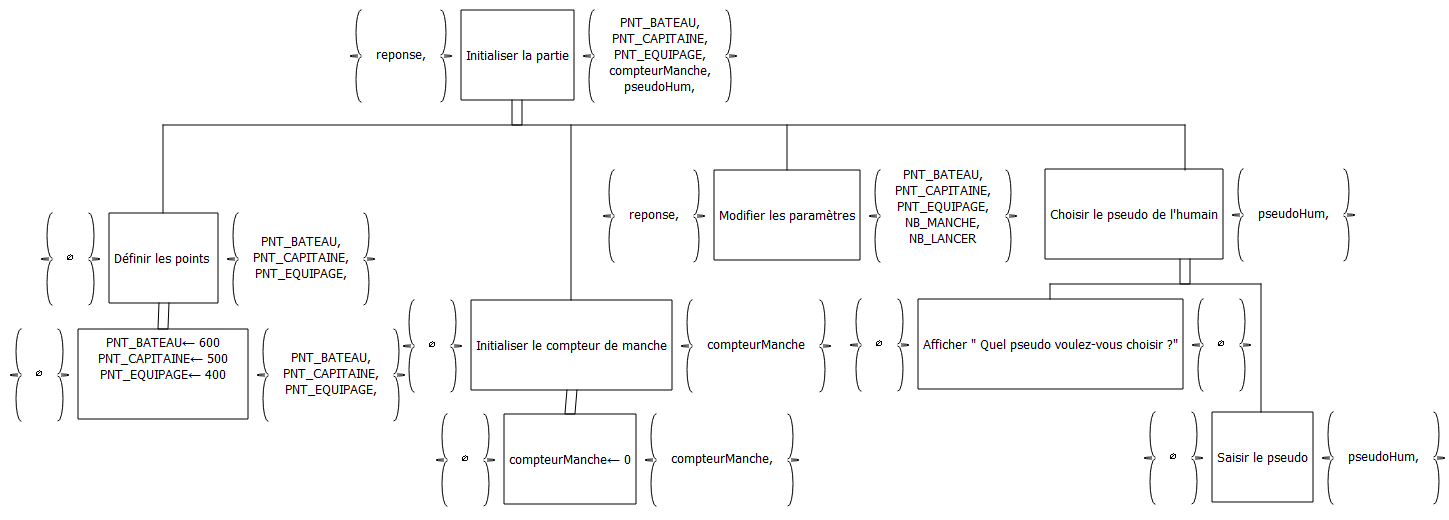 reponse,
Initialiser la partie
PNT_BATEAU,
PNT_CAPITAINE,
PNT_EQUIPAGE,
compteurManche,
pseudoHum,
∅
Définir les points
PNT_BATEAU,
PNT_CAPITAINE,
PNT_EQUIPAGE,
∅
PNT_BATEAU← 600
PNT_CAPITAINE← 500
PNT_EQUIPAGE← 400
PNT_BATEAU,
PNT_CAPITAINE,
PNT_EQUIPAGE,
∅
Initialiser le compteur de manche
compteurManche
∅
compteurManche← 0
compteurManche,
reponse,
Modifier les paramètres
PNT_BATEAU,
PNT_CAPITAINE,
PNT_EQUIPAGE,
NB_MANCHE,
NB_LANCER
Choisir le pseudo de l'humain
pseudoHum,
∅
Afficher " Quel pseudo voulez-vous choisir ?"
∅
∅
Saisir le pseudo
pseudoHum,